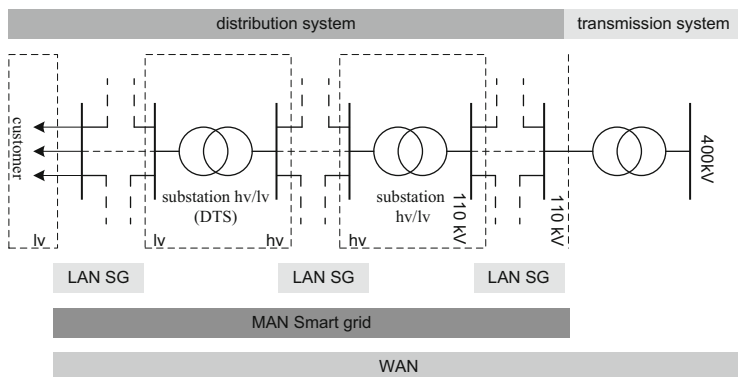 distribution system
transmission system
customer
substation hv/lv
(DTS)
substation
hv/lv
110 kV
110 kV
400kV
lv
lv
hv
hv
LAN SG
LAN SG
LAN SG
MAN Smart grid
WAN